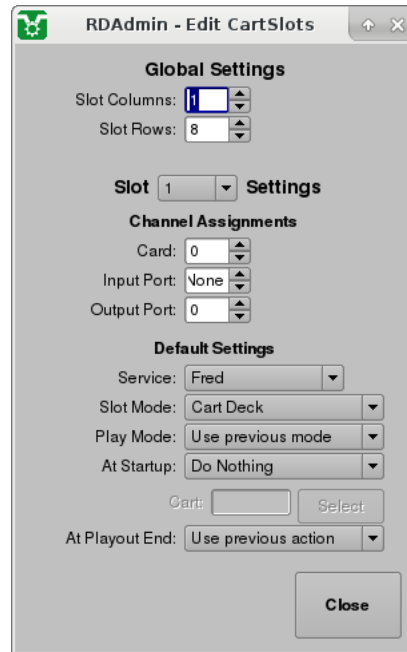 RDAdmin - Edit CartSlots
Global Settings
Slot Columns: 1
Slot Rows: 8
Slot 1 Settings
Channel Assignments
Card: 0
Input Port: None
Output Port: 0
Default Settings
Service: Fred
Slot Mode: Cart Deck
Play Mode: Use previous mode
At Startup: Do Nothing
Cart: Select
At Playout End: Use previous action
Close